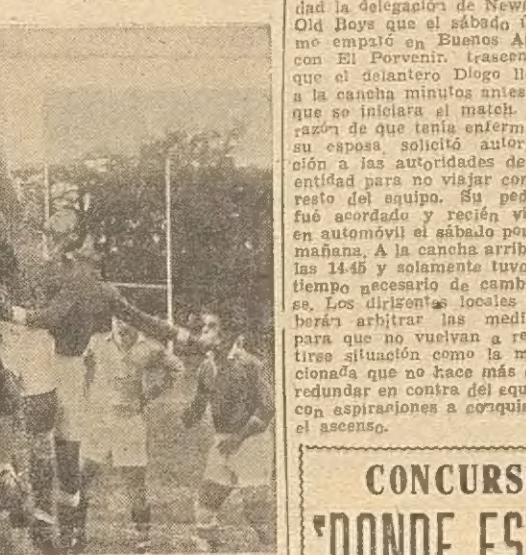 dad la delegación de Newl
Old Boys que el sábado
mo empató en Buenos A
con El Porvenir. trascen
que el delantero Diogo ll
a la cancha minutos antes
que se iniciara el match.
razón de que tenía enferm
su esposa solicitó autor
ción a las autoridades de
entidad para no viajar con
resto del equipo. Su ped
fué acordado y recién vi
en automóvil el sábado por
mañana. A la cancha arrib
las 14.45 y solamente tuvo
tiempo necesario de camb
se. Los dirigentes locales
berán arbitrar las medi
para que no vuelvan a re
tirse situación como la m
cionada que no hace más
redundar en contra del equ
con aspiraciones a conquis
el ascenso.
CONCURS
"DONDE ES